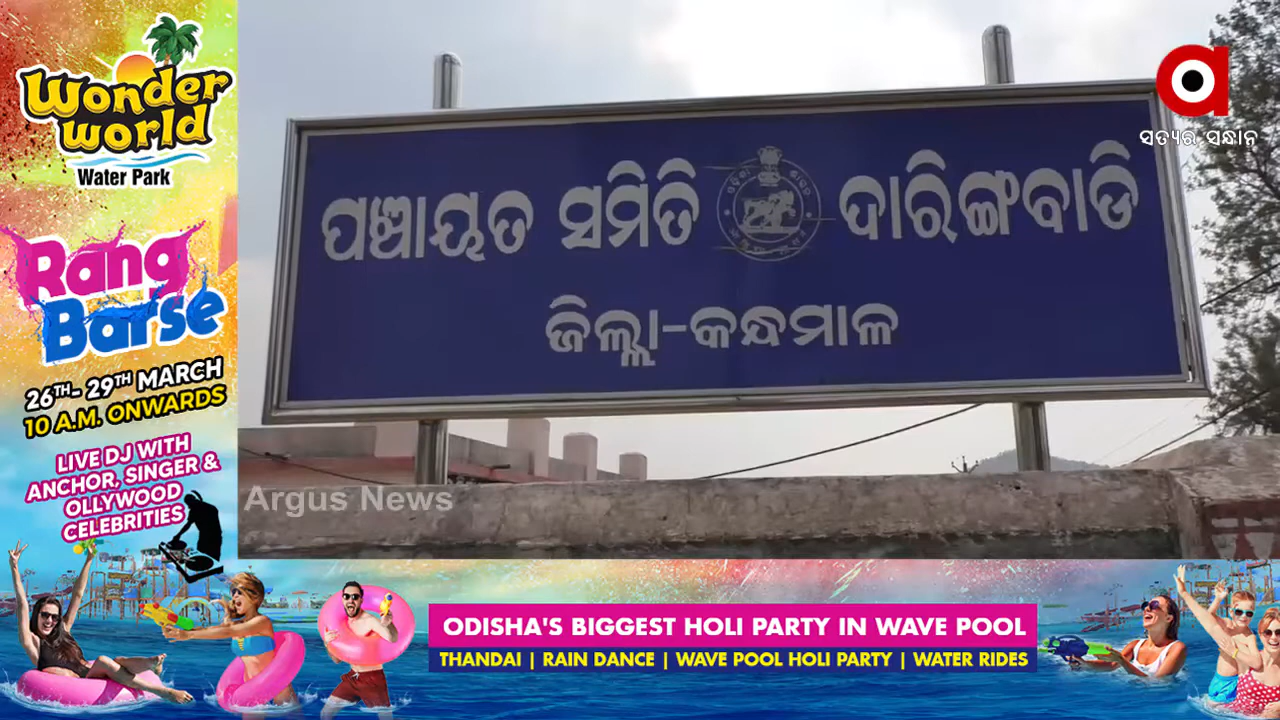 Wonder
world
Water Park
Rang
Barse
26TH- 29TH MARCH
10 A.M. ONWARDS
LIVE DJ WITH
ANCHOR, SINGER &
OLLYWOOD
CELEBRITIES
ସତ୍ୟର ସନ୍ଧାନ
ପଞ୍ଚାୟତ ସମିତି ଦାରିଙ୍ଗବାଡି
ଜିଲ୍ଲା-କନ୍ଧମାଳ
Argus News
ODISHA'S BIGGEST HOLI PARTY IN WAVE POOL
THANDAI | RAIN DANCE | WAVE POOL HOLI PARTY | WATER RIDES